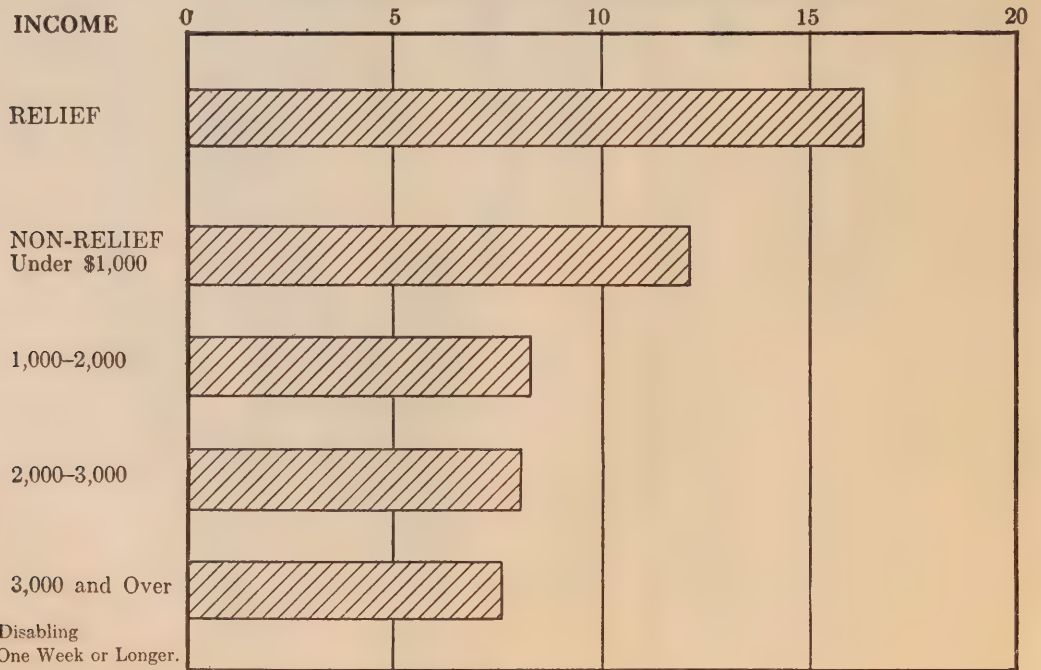 INCOME 0 5 10 15 20
RELIEF
NON-RELIEF
Under $1,000
1,000–2,000
2,000–3,000
3,000 and Over
Disabling
One Week or Longer.